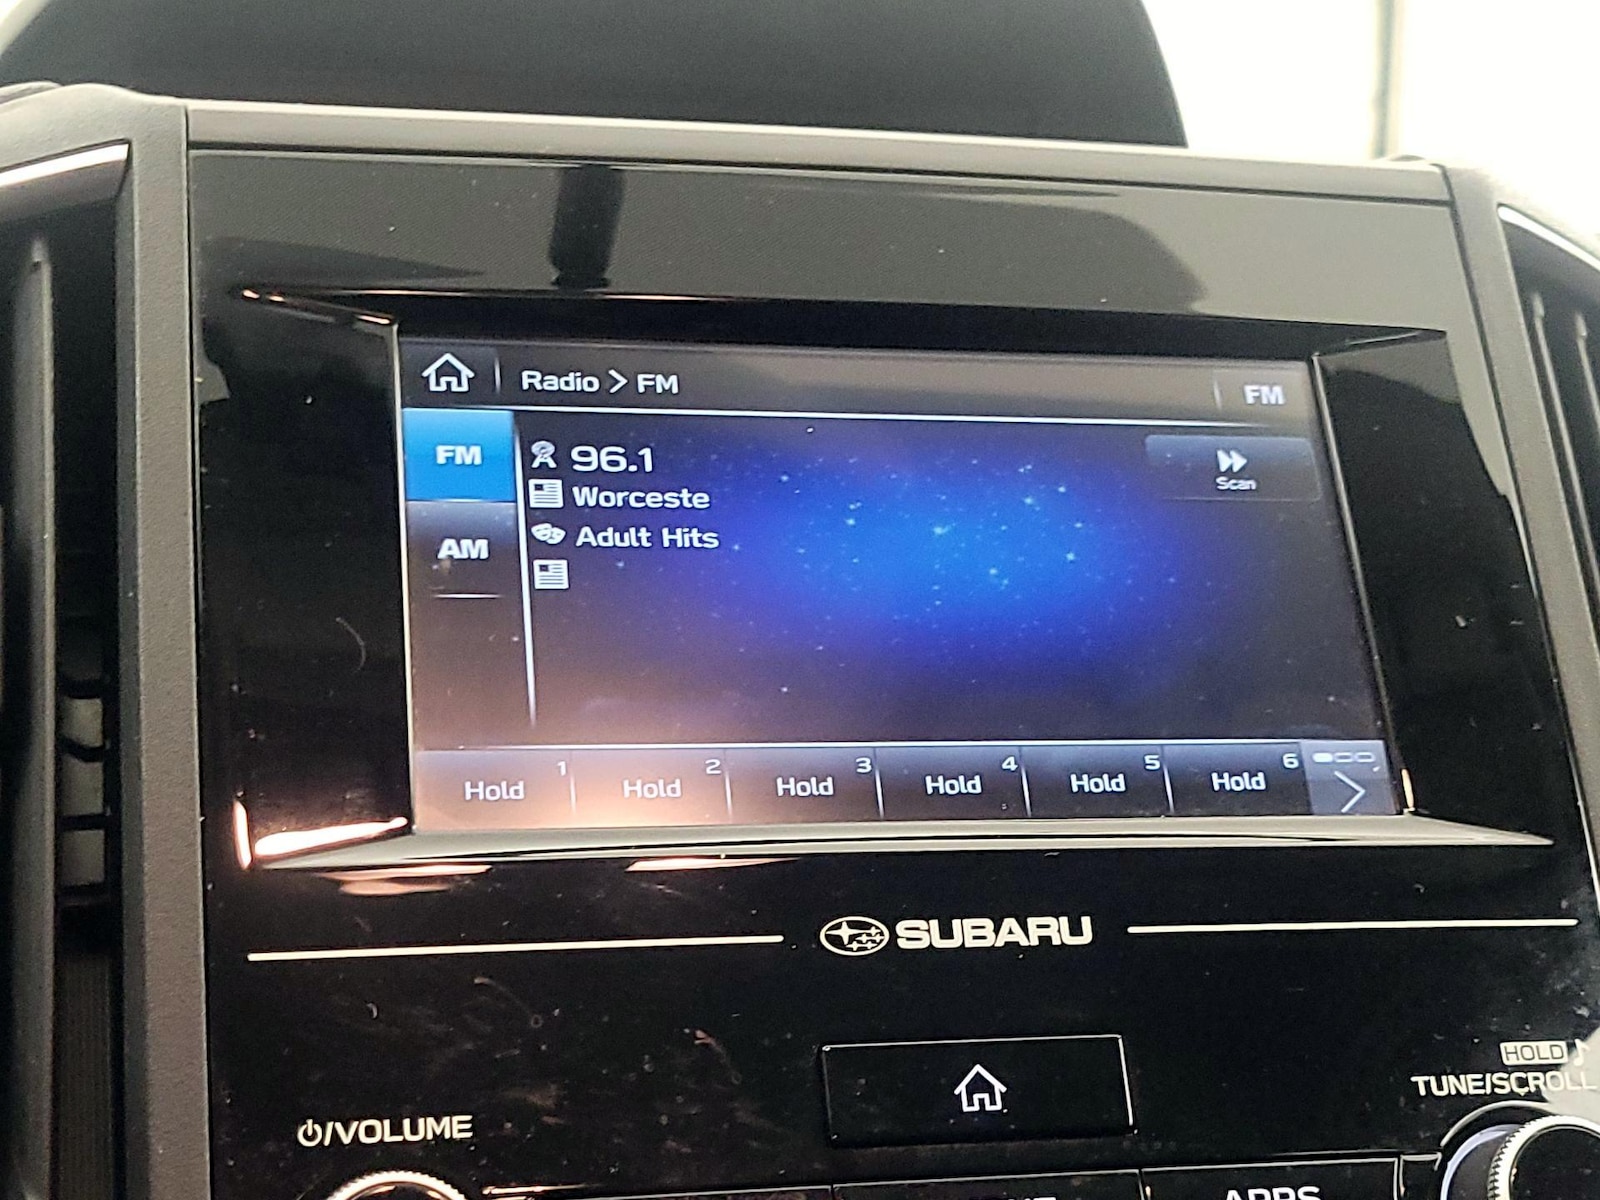 Radio > FM
FM
FM
96.1
Scan
Worceste
Adult Hits
AM
1 2 3 4 5 6
Hold Hold Hold Hold Hold Hold
SUBARU
HOLD
TUNE/SCROLL
/VOLUME
APPS